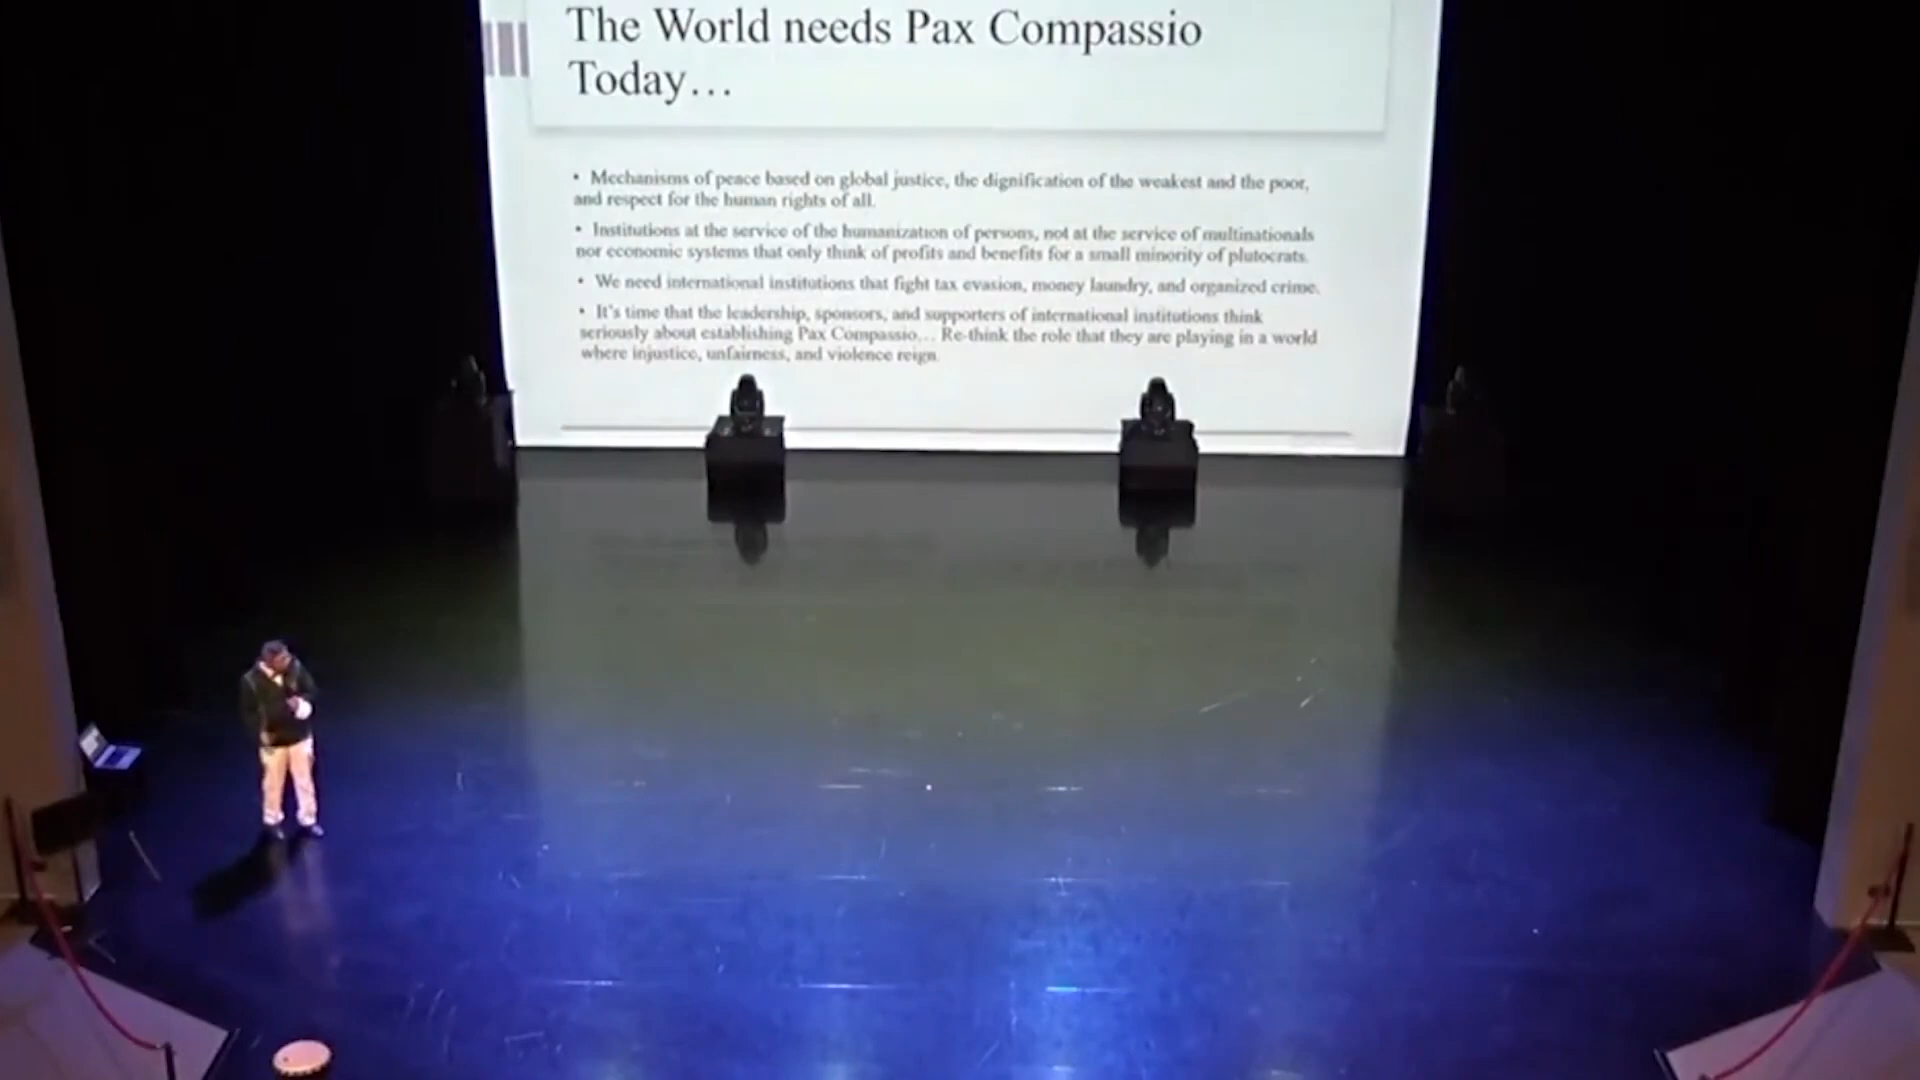 The World needs Pax Compassio
Today…
• Mechanisms of peace based on global justice, the dignification of the weakest and the poor,
and respect for the human rights of all.
• Institutions at the service of the humanization of persons, not at the service of multinationals
nor economic systems that only think of profits and benefits for a small minority of plutocrats.
• We need international institutions that fight tax evasion, money laundry, and organized crime.
• It's time that the leadership, sponsors, and supporters of international institutions think
seriously about establishing Pax Compassio… Re-think the role that they are playing in a world
where injustice, unfairness, and violence reign.